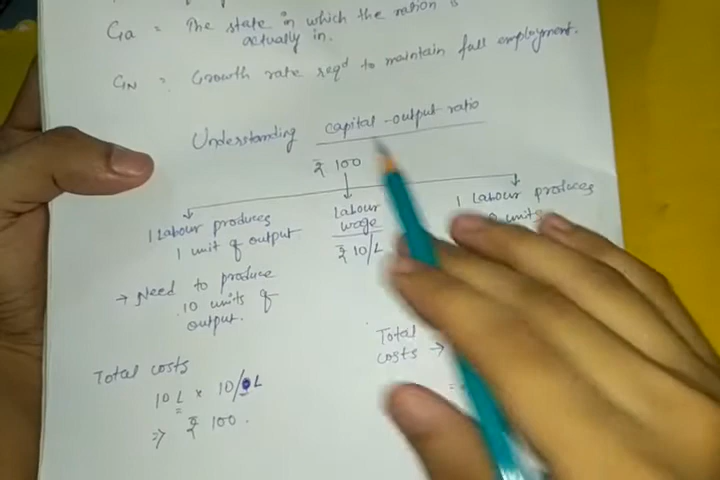 Ga = The state in which the nation is
actually in.
GN = Growth rate reqd to maintain full employment.
Understanding capital-output ratio
₹ 100
1 Labour produces
1 unit of output
→ Need to produce
10 units of
output.
Total costs
10 L × 10/L
⇒ ₹ 100.
Labour
wage
₹ 10/L
1 Labour produces
units
Total
costs →
=